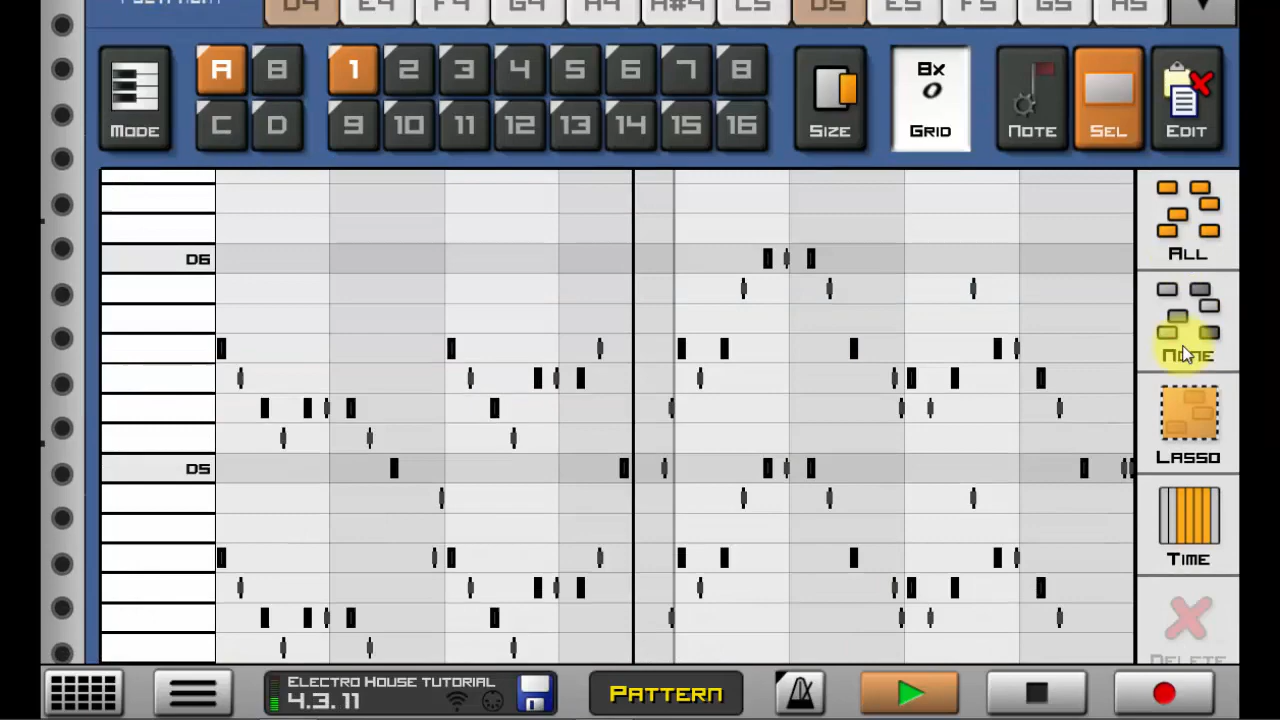 D4 E4 F4 G4 A4 A#4 C5 D5 E5 F5 G5 A5
A B 1 2 3 4 5 6 7 8
8x
C D 9 10 11 12 13 14 15 16
Mode Size Grid Note Sel Edit
All
D6
None
Lasso
D5
Time
Delete
Electro House tutorial
4.3.11
Pattern